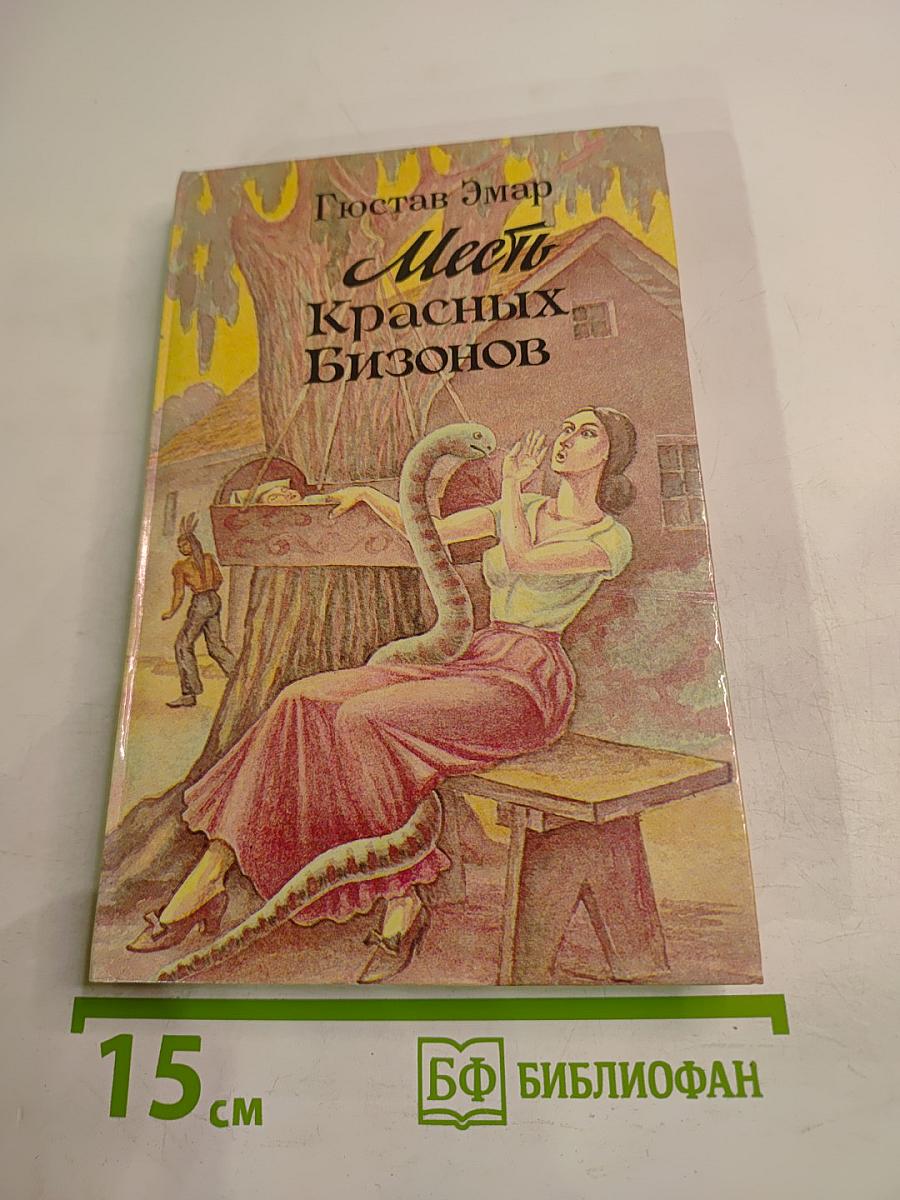 Гюстав Эмар
Месть
Красных
Бизонов
15 см
БФ БИБЛИОФАН